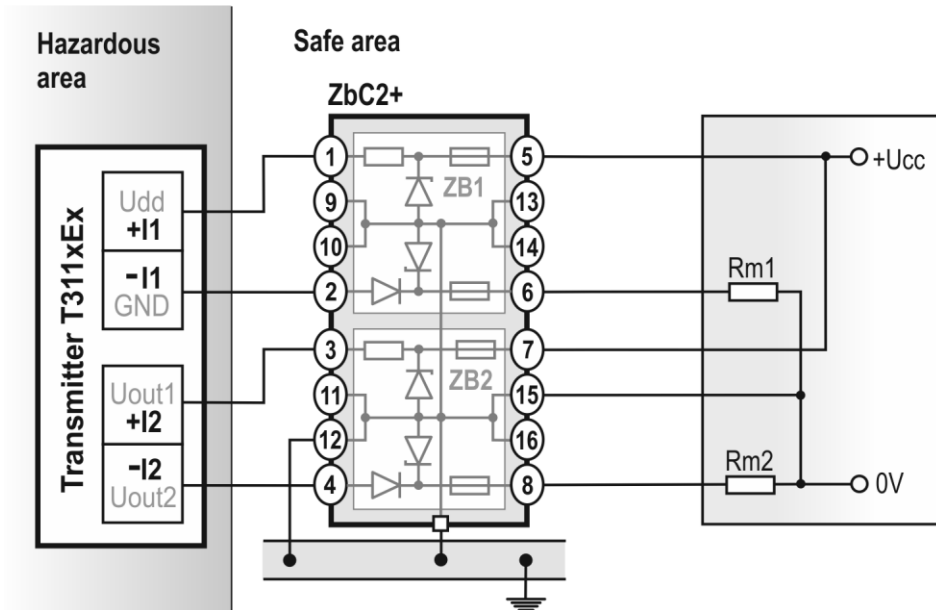 Hazardous
area
Safe area
ZbC2+
Transmitter T311xEx
Udd
+I1
-I1
GND
Uout1
+I2
-I2
Uout2
1
9
10
2
3
11
12
4
ZB1
ZB2
5
13
14
6
7
15
16
8
+Ucc
Rm1
Rm2
0V